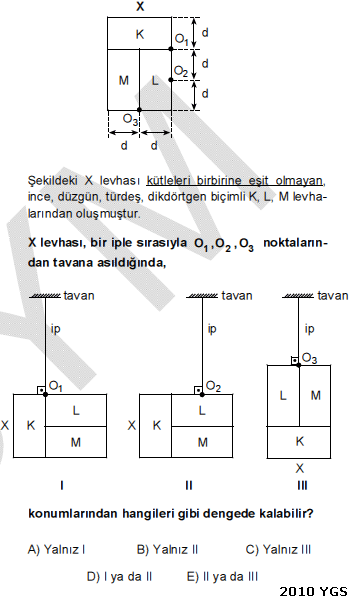 X
K
O1
d
M
L
O2
d
O3
d
d
d
Şekildeki X levhası kütleleri birbirine eşit olmayan,
ince, düzgün, türdeş, dikdörtgen biçimli K, L, M levha-
larından oluşmuştur.
X levhası, bir iple sırasıyla O1 , O2 , O3 noktaların-
dan tavana asıldığında,
tavan
tavan
tavan
ip
ip
ip
O1
O2
O3
X
K
L
M
X
K
L
M
L
M
K
X
I
II
III
konumlarından hangileri gibi dengede kalabilir?
A) Yalnız I
B) Yalnız II
C) Yalnız III
D) I ya da II
E) II ya da III
2010 YGS